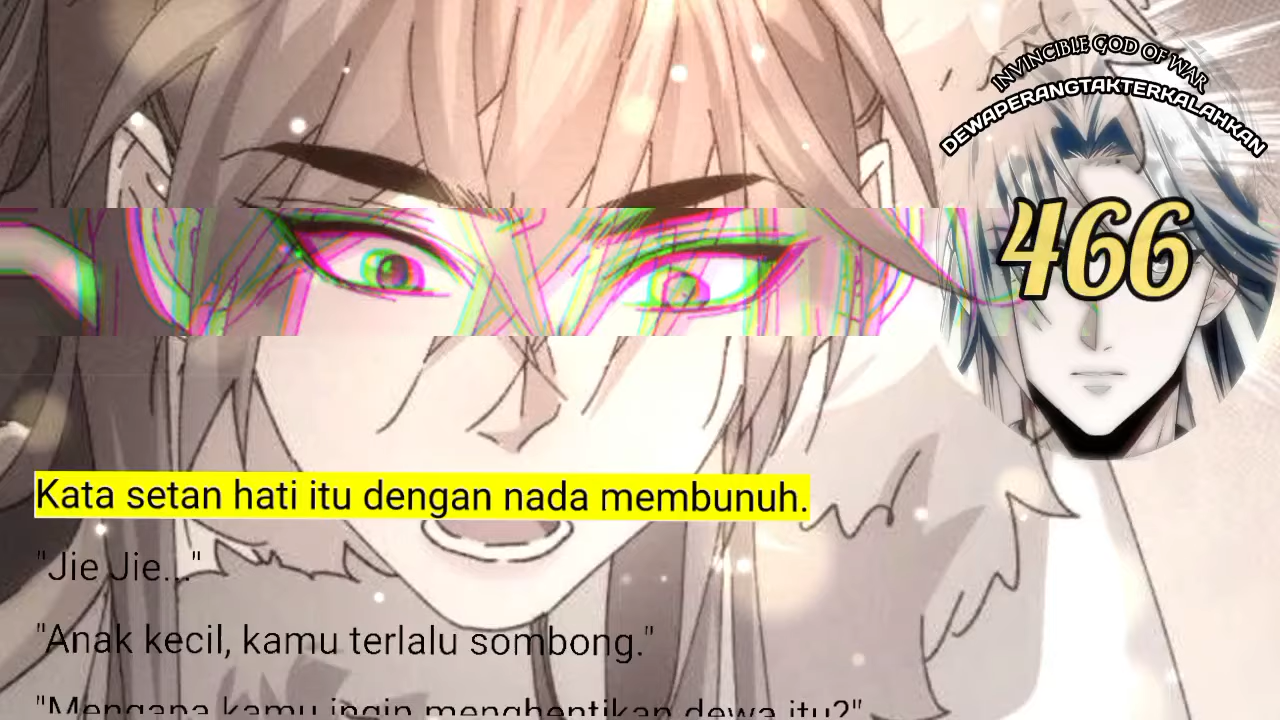 INVINCIBLE GOD OF WAR
DEWAPERANGTAKTERKALAHKAN
466
Kata setan hati itu dengan nada membunuh.
"Jie Jie..."
"Anak kecil, kamu terlalu sombong."
"Mengapa kamu ingin menghentikan dewa itu?"